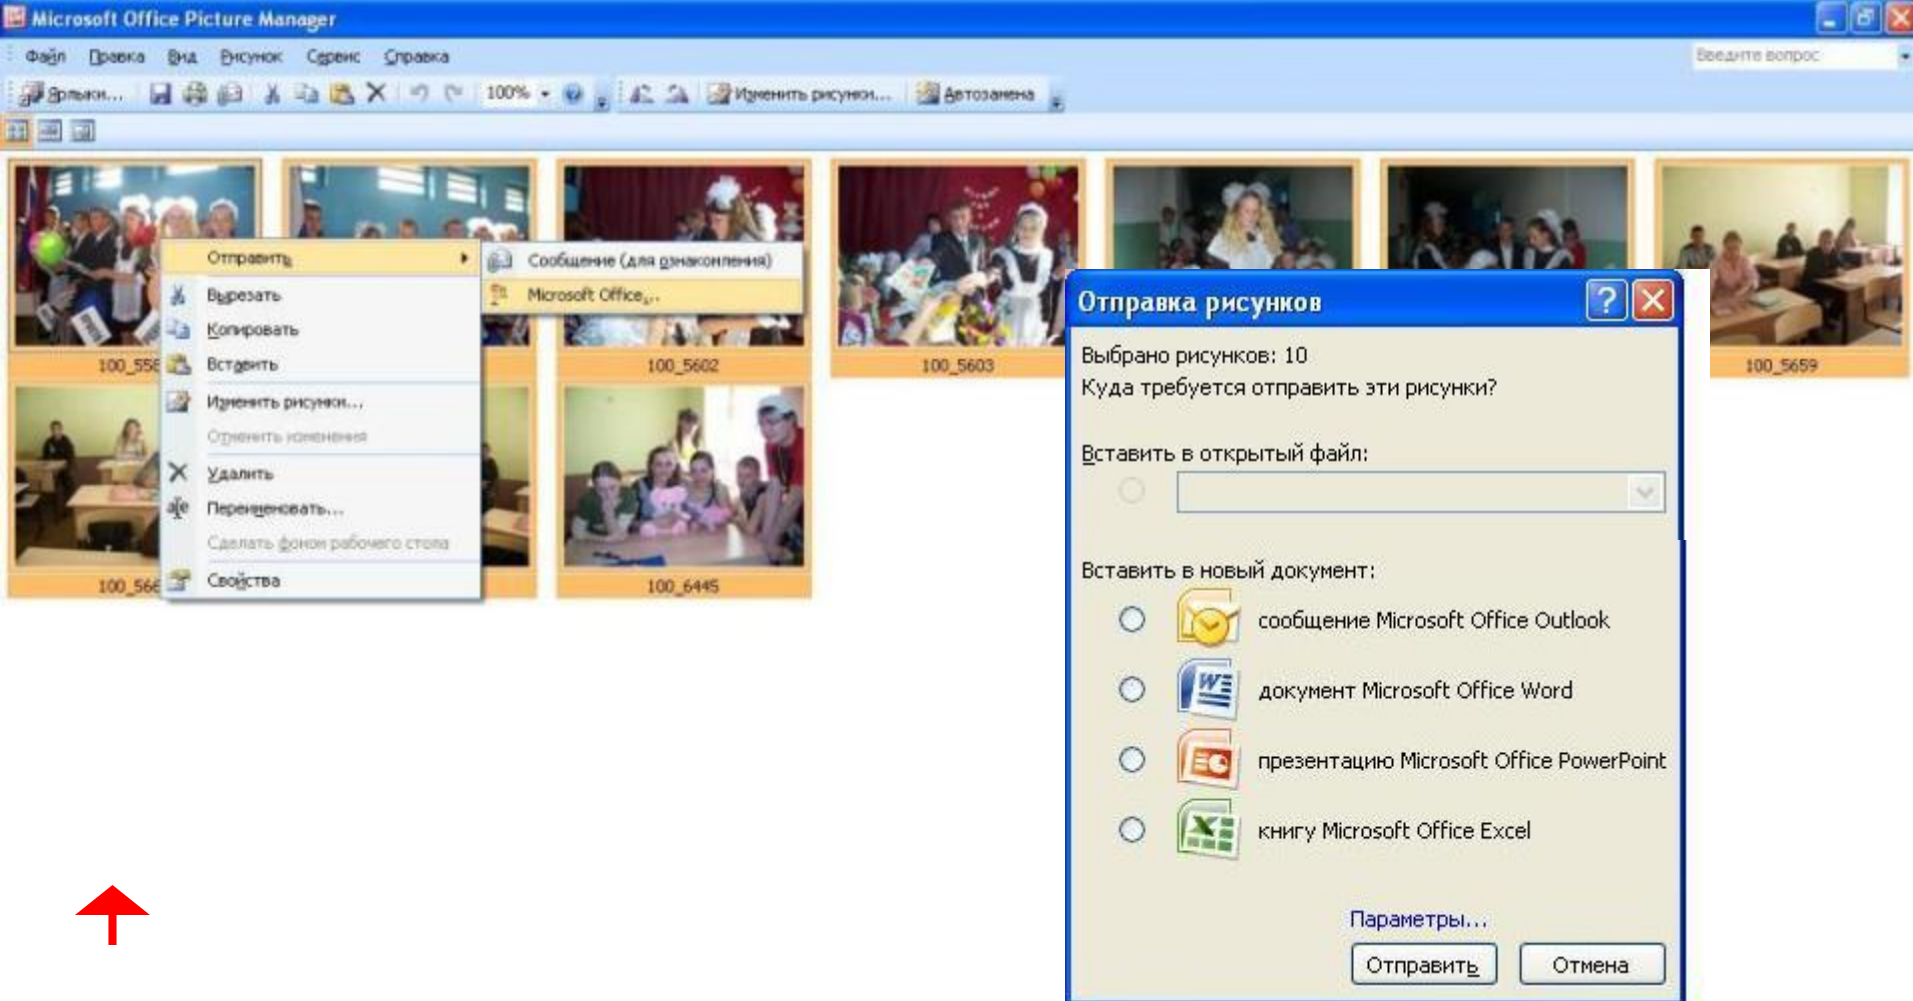 Microsoft Office Picture Manager
Файл Правка Вид Рисунок Сервис Справка
Введите вопрос
Ярлыки... 100% Изменить рисунки... Автозамена
Отправить
Сообщение (для ознакомления)
Вырезать
Microsoft Office...
Копировать
Вставить
Изменить рисунки...
Отменить изменения
Удалить
Переименовать...
Сделать фоном рабочего стола
Свойства
100_5602
100_5603
100_5659
100_6445
Отправка рисунков
Выбрано рисунков: 10
Куда требуется отправить эти рисунки?
Вставить в открытый файл:
Вставить в новый документ:
сообщение Microsoft Office Outlook
документ Microsoft Office Word
презентацию Microsoft Office PowerPoint
книгу Microsoft Office Excel
Параметры...
Отправить Отмена